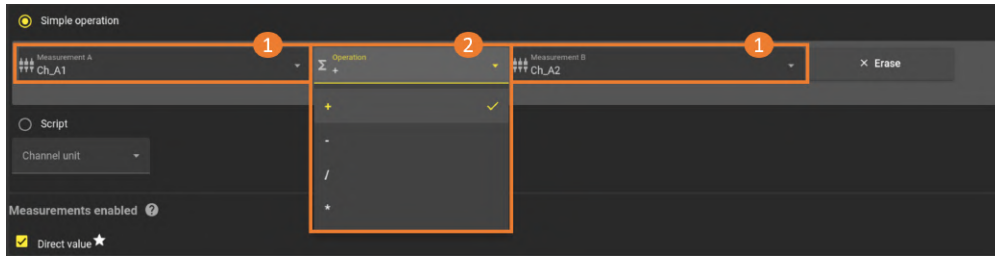 Simple operation
1 2 1
Measurement A Operation Measurement B
Ch_A1 Σ + Ch_A2 × Erase
+
Script
-
Channel unit
/
Measurements enabled ?
*
Direct value